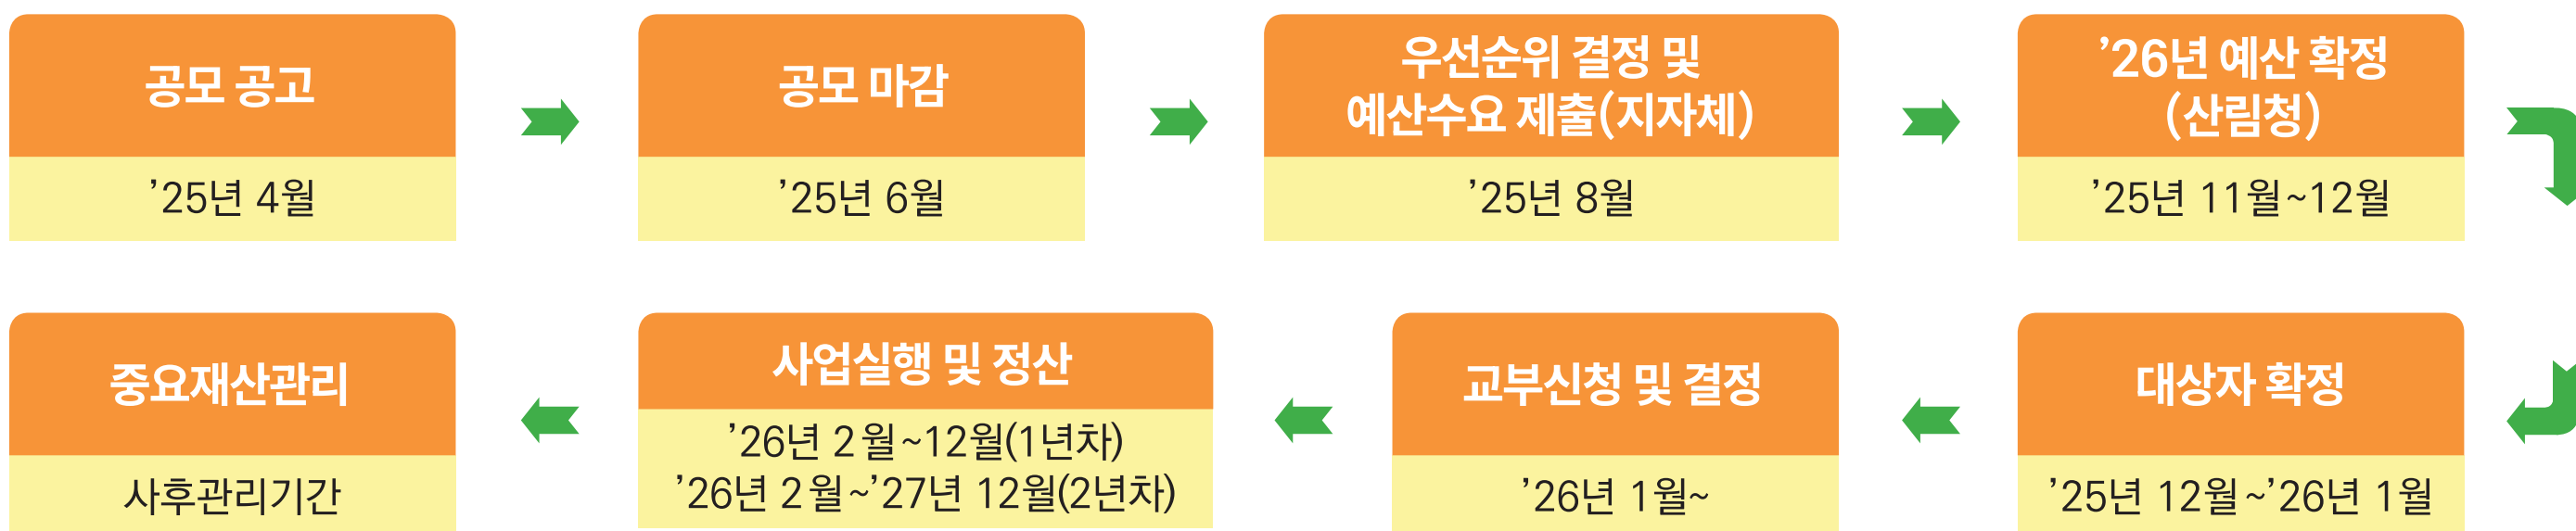 공모 공고
’25년 4월
공모 마감
’25년 6월
우선순위 결정 및
예산수요 제출(지자체)
’25년 8월
’26년 예산 확정
(산림청)
’25년 11월~12월
대상자 확정
’25년 12월~’26년 1월
교부신청 및 결정
’26년 1월~
사업실행 및 정산
’26년 2월~12월(1년차)
’26년 2월~’27년 12월(2년차)
중요재산관리
사후관리기간